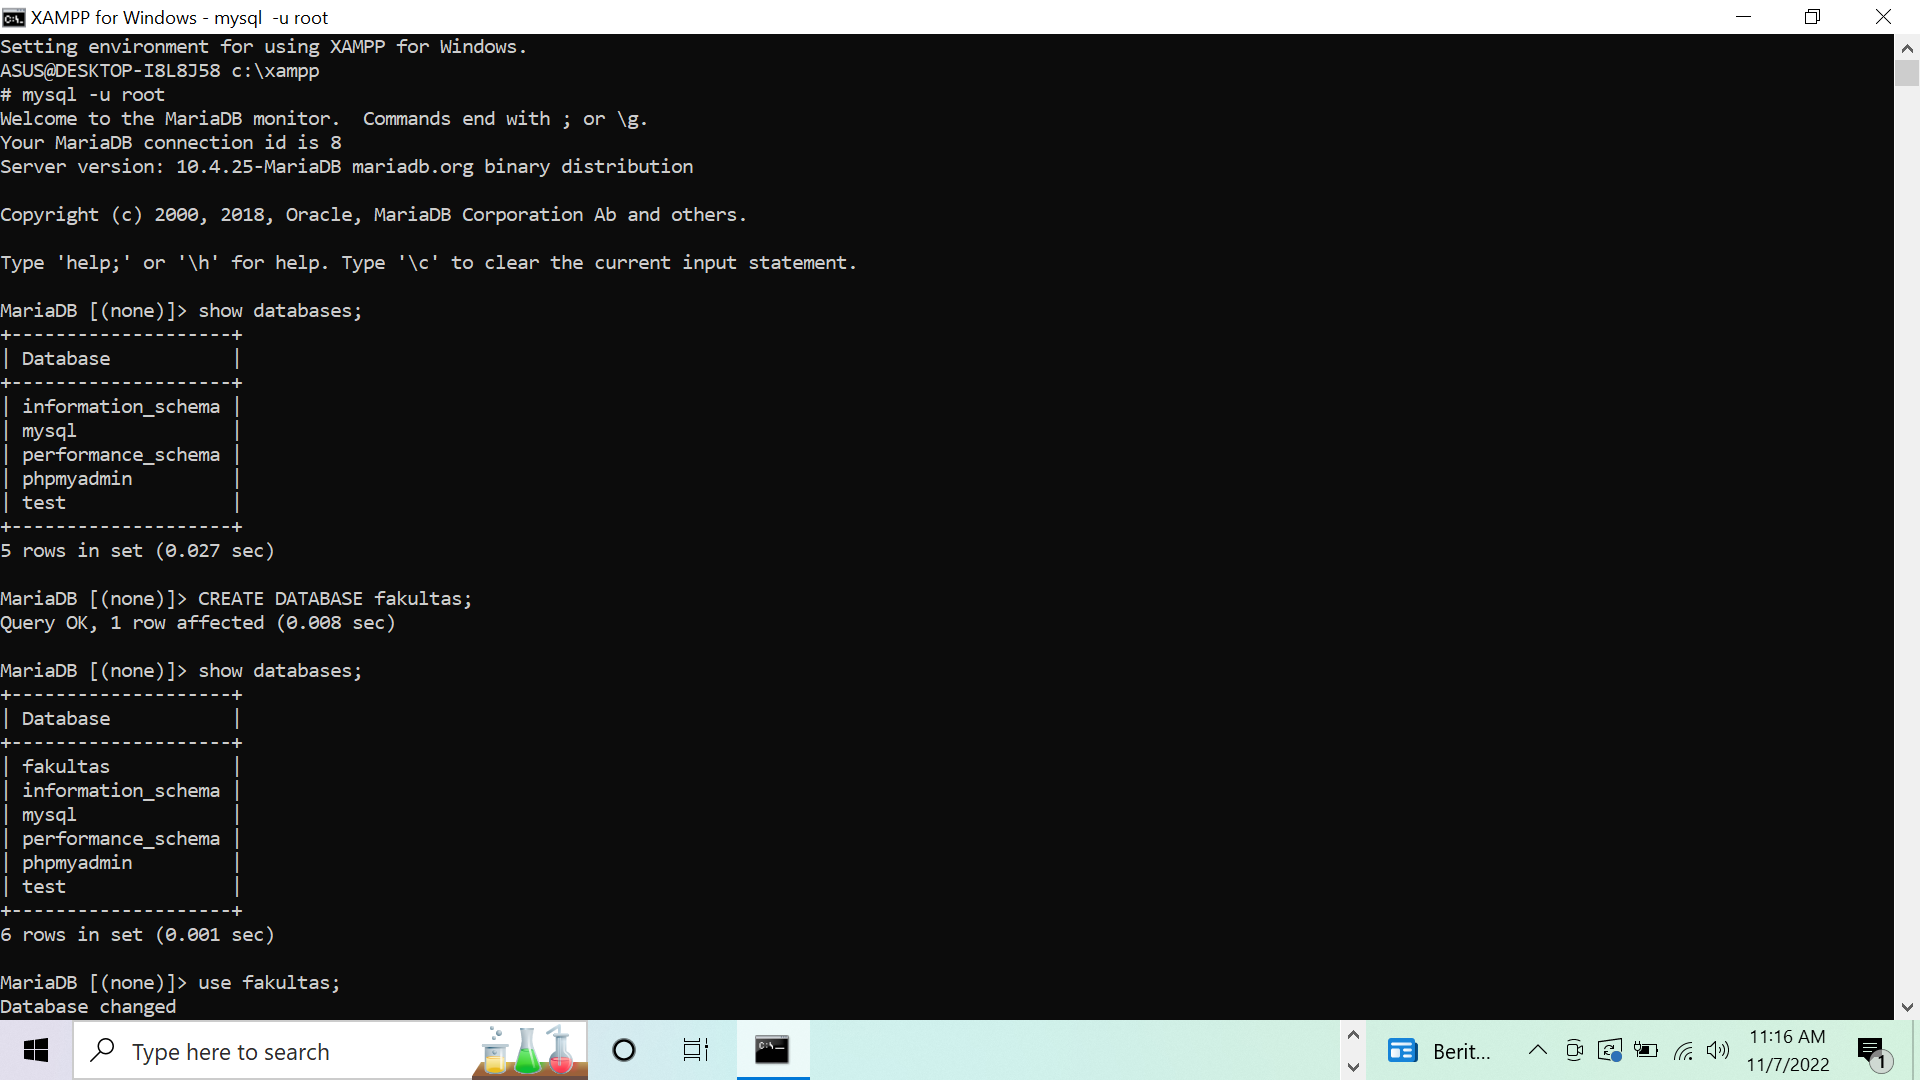 XAMPP for Windows - mysql  -u root
Setting environment for using XAMPP for Windows.
ASUS@DESKTOP-I8L8J58 c:\xampp
# mysql -u root
Welcome to the MariaDB monitor.  Commands end with ; or \g.
Your MariaDB connection id is 8
Server version: 10.4.25-MariaDB mariadb.org binary distribution

Copyright (c) 2000, 2018, Oracle, MariaDB Corporation Ab and others.

Type 'help;' or '\h' for help. Type '\c' to clear the current input statement.

MariaDB [(none)]> show databases;
+--------------------+
| Database           |
+--------------------+
| information_schema |
| mysql              |
| performance_schema |
| phpmyadmin         |
| test               |
+--------------------+
5 rows in set (0.027 sec)

MariaDB [(none)]> CREATE DATABASE fakultas;
Query OK, 1 row affected (0.008 sec)

MariaDB [(none)]> show databases;
+--------------------+
| Database           |
+--------------------+
| fakultas           |
| information_schema |
| mysql              |
| performance_schema |
| phpmyadmin         |
| test               |
+--------------------+
6 rows in set (0.001 sec)

MariaDB [(none)]> use fakultas;
Database changed
Type here to search
Berit...
11:16 AM
11/7/2022
1